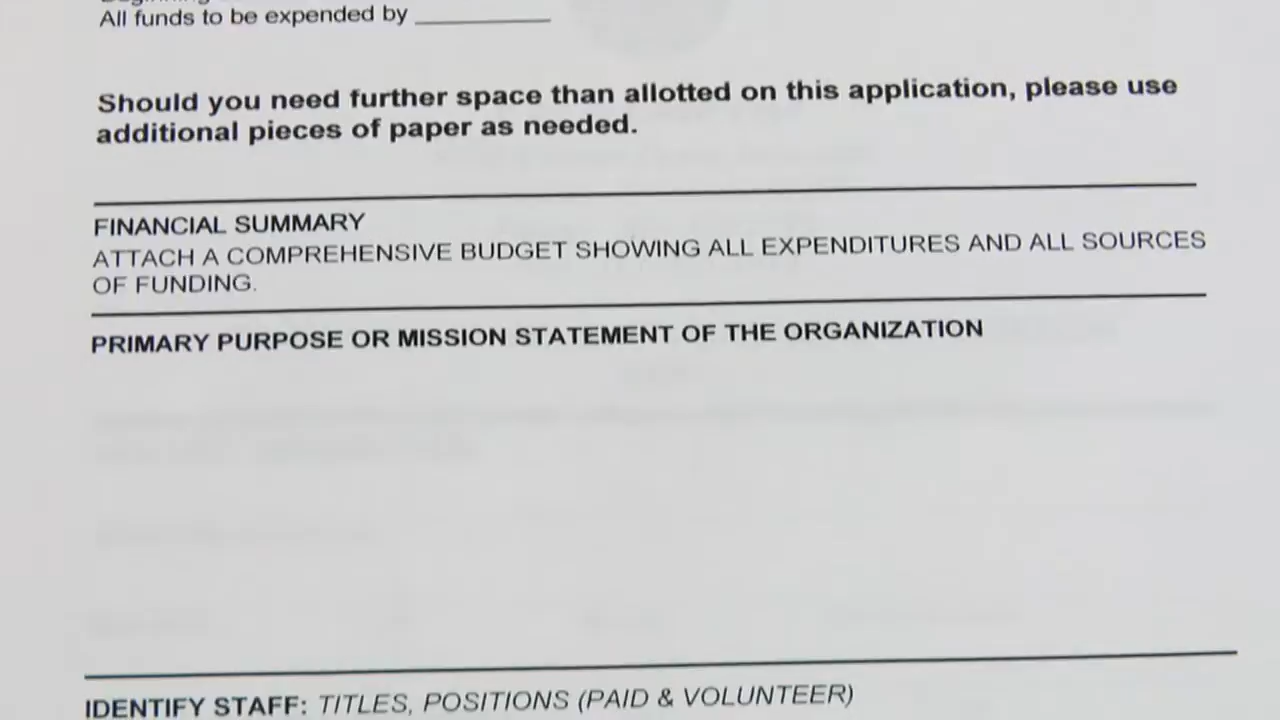 All funds to be expended by __________
Should you need further space than allotted on this application, please use
additional pieces of paper as needed.
FINANCIAL SUMMARY
ATTACH A COMPREHENSIVE BUDGET SHOWING ALL EXPENDITURES AND ALL SOURCES
OF FUNDING.
PRIMARY PURPOSE OR MISSION STATEMENT OF THE ORGANIZATION
IDENTIFY STAFF: TITLES, POSITIONS (PAID & VOLUNTEER)